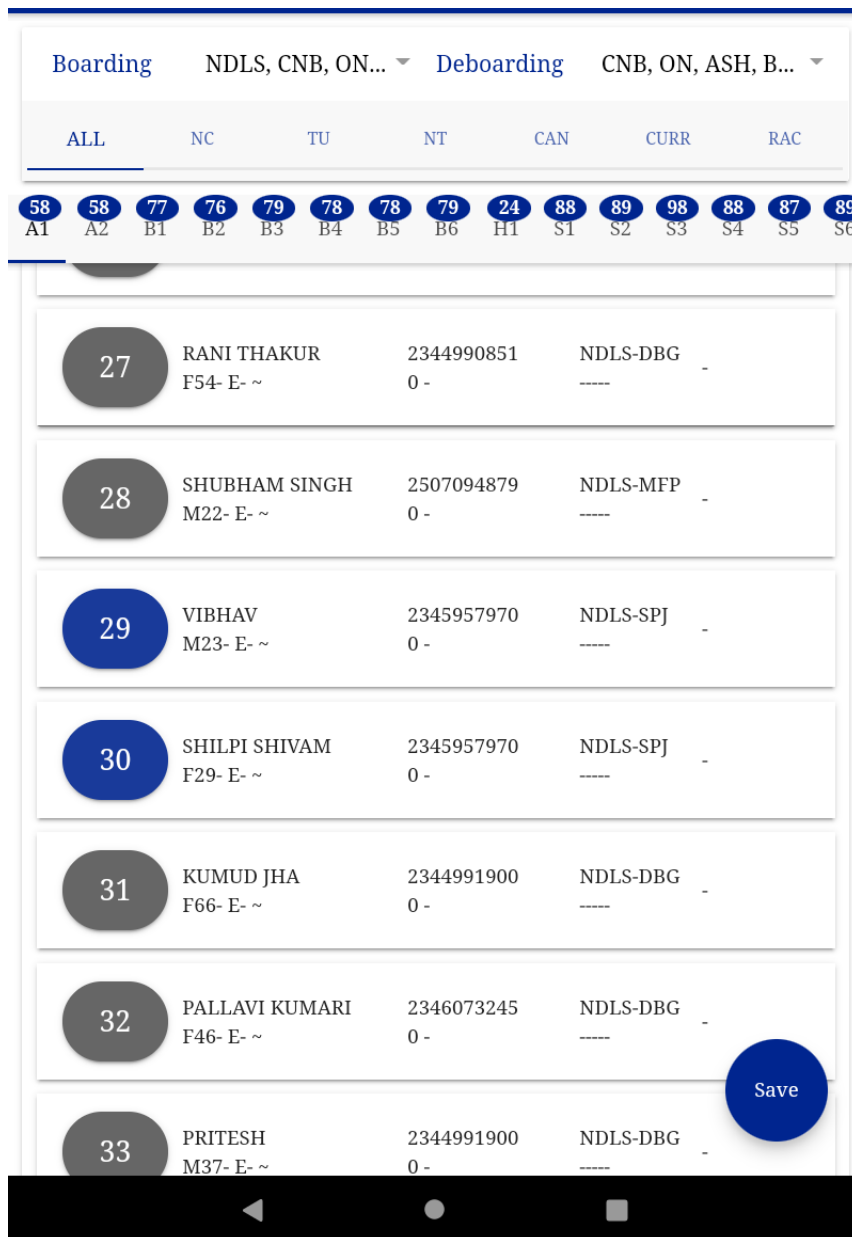 Boarding NDLS, CNB, ON... Deboarding CNB, ON, ASH, B...
ALL NC TU NT CAN CURR RAC
58 58 77 76 79 78 78 79 24 88 89 98 88 87 89
A1 A2 B1 B2 B3 B4 B5 B6 H1 S1 S2 S3 S4 S5 S6
27 RANI THAKUR 2344990851 NDLS-DBG -
F54- E- ~ 0 - -----
28 SHUBHAM SINGH 2507094879 NDLS-MFP -
M22- E- ~ 0 - -----
29 VIBHAV 2345957970 NDLS-SPJ -
M23- E- ~ 0 - -----
30 SHILPI SHIVAM 2345957970 NDLS-SPJ -
F29- E- ~ 0 - -----
31 KUMUD JHA 2344991900 NDLS-DBG -
F66- E- ~ 0 - -----
32 PALLAVI KUMARI 2346073245 NDLS-DBG -
F46- E- ~ 0 - -----
Save
33 PRITESH 2344991900 NDLS-DBG -
M37- E- ~ 0 - -----